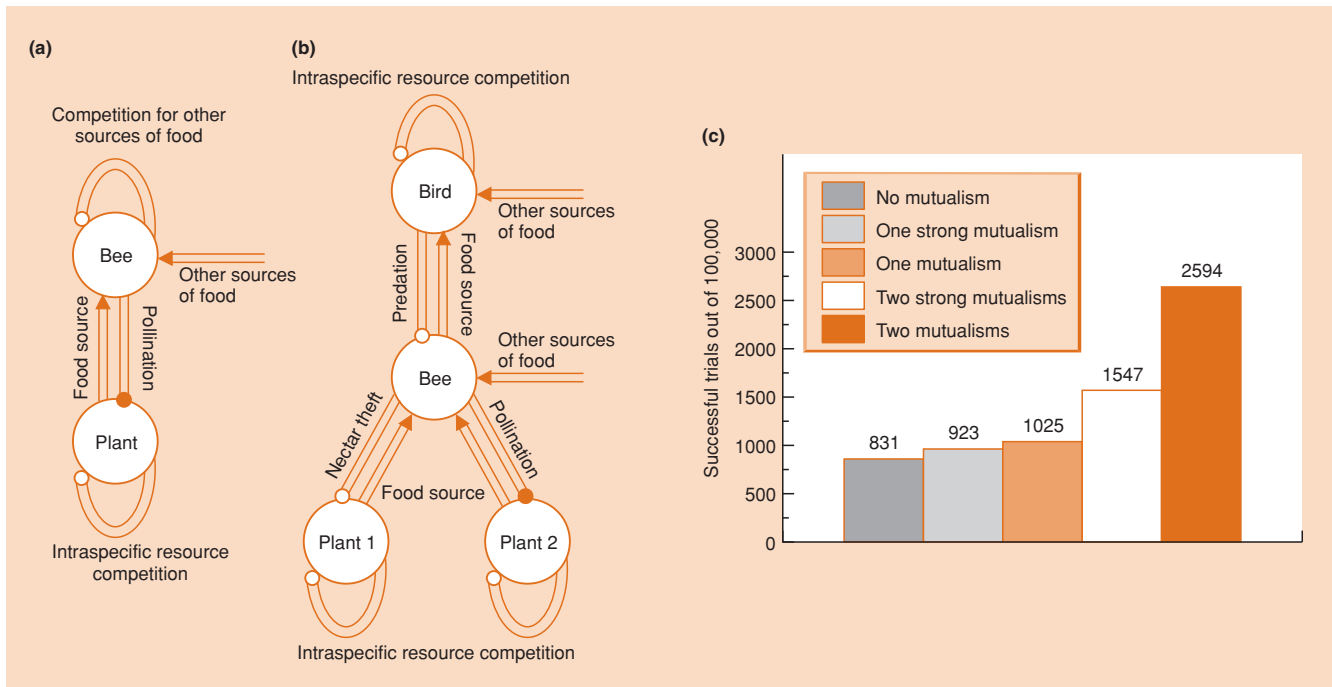 (a)
Competition for other
sources of food
Bee
Other sources
of food
Food source
Pollination
Plant
Intraspecific resource
competition
(b)
Intraspecific resource competition
Bird
Other sources
of food
Predation
Food source
Bee
Other sources
of food
Nectar theft
Pollination
Food source
Plant 1
Plant 2
Intraspecific resource competition
(c)
Successful trials out of 100,000
3000
2500
2000
1500
1000
500
0
No mutualism
One strong mutualism
One mutualism
Two strong mutualisms
Two mutualisms
831
923
1025
1547
2594